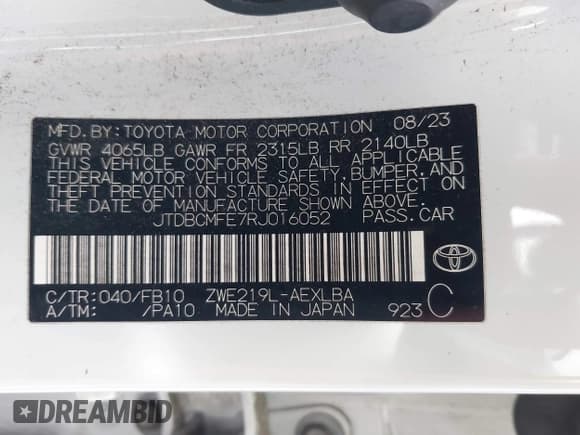 MFD.BY:TOYOTA MOTOR CORPORATION 08/23
GVWR 4065LB GAWR FR 2315LB RR 2140LB
THIS VEHICLE CONFORMS TO ALL APPLICABLE
FEDERAL MOTOR VEHICLE SAFETY,BUMPER,AND
THEFT PREVENTION STANDARDS IN EFFECT ON
THE DATE OF MANUFACTURE SHOWN ABOVE.
JTDBCMFE7RJ016052 PASS.CAR
C/TR:040/FB10 ZWE219L-AEXLBA
A/TM: /PA10 MADE IN JAPAN 923 C
DREAMBID